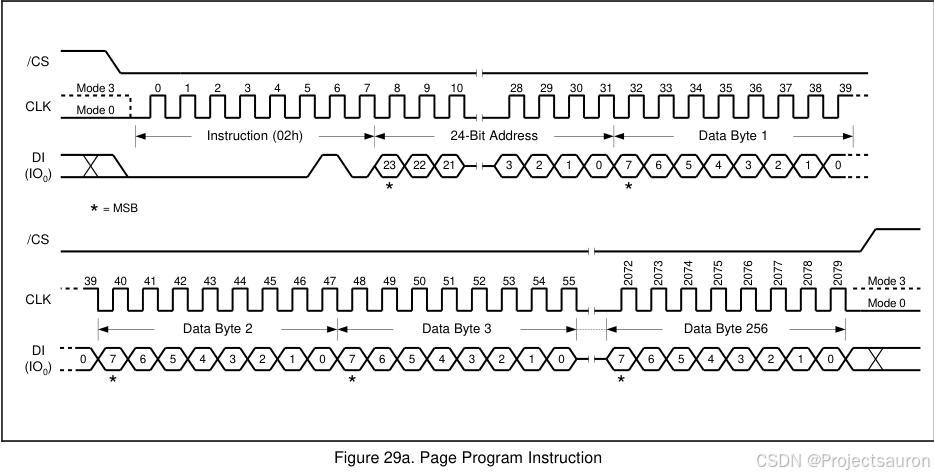 /CS
Mode 3 0 1 2 3 4 5 6 7 8 9 10 28 29 30 31 32 33 34 35 36 37 38 39
CLK Mode 0
Instruction (02h) 24-Bit Address Data Byte 1
DI
(IO0) 23 22 21 3 2 1 0 7 6 5 4 3 2 1 0
* *
* = MSB
/CS
39 40 41 42 43 44 45 46 47 48 49 50 51 52 53 54 55 2072 2073 2074 2075 2076 2077 2078 2079 Mode 3
CLK Mode 0
Data Byte 2 Data Byte 3 Data Byte 256
DI
(IO0) 0 7 6 5 4 3 2 1 0 7 6 5 4 3 2 1 0 7 6 5 4 3 2 1 0
* * *
Figure 29a. Page Program Instruction
CSDN @Projectsauron